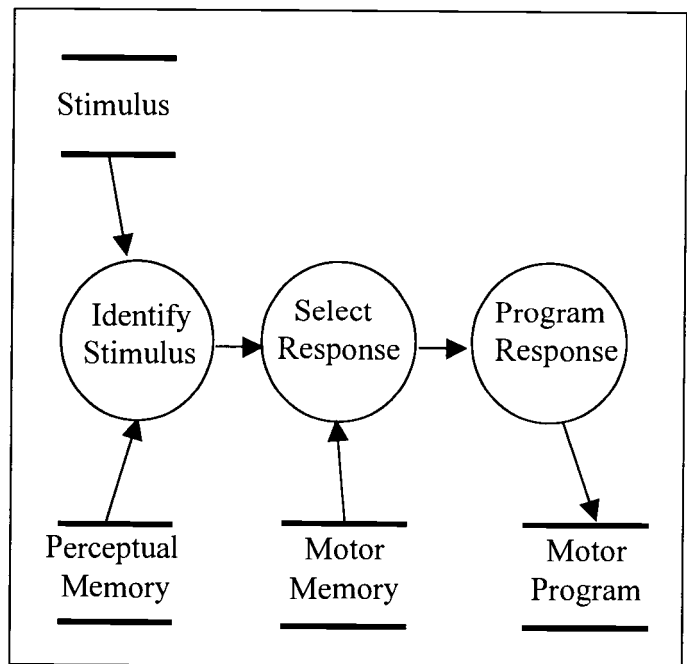 Stimulus
Identify
Stimulus
Select
Response
Program
Response
Perceptual
Memory
Motor
Memory
Motor
Program